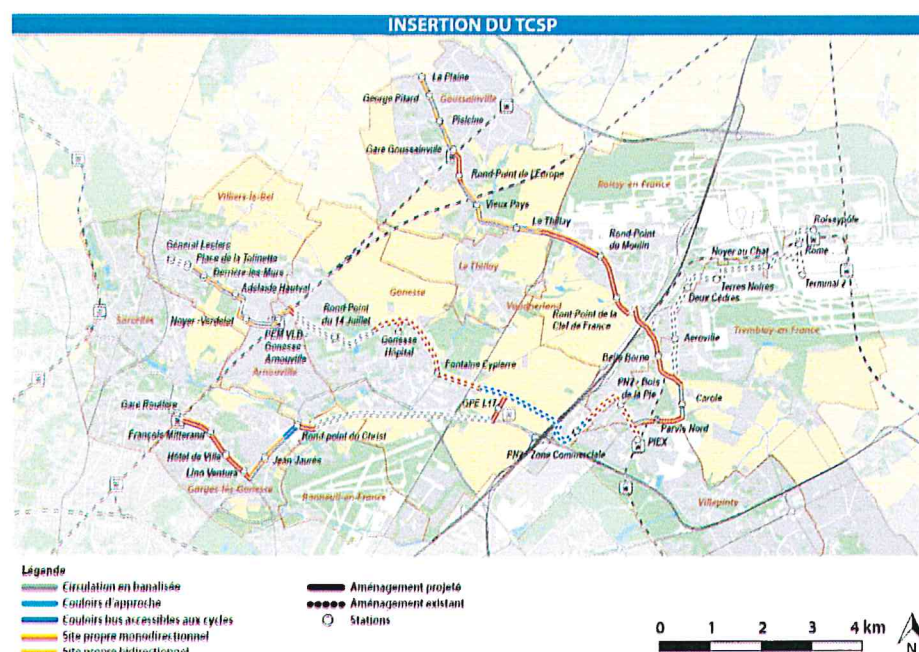 INSERTION DU TCSP
La Plaine
George Pitard
Goussainville
Piscine
Gare Goussainville
Rond-Point de L'Europe
Roissy-en-France
Villiers-le-Bel
Vieux Pays
Le Thillay
Rond-Point
du Moulin
Roissypôle
Général Leclerc
Place de la Tolinette
Derrière-les-Murs
Adélaïde Hautval
Noyer au Chat
Rome
Le Thillay
Terres Noires
Terminal 2
Gonesse
Rond-Point
du 14 Juillet
Vaudherland
Deux Cèdres
Sarcelles
Noyer-Verdelet
PEM VLB
Gonesse
Arnouville
Arnouville
Gonesse
Hôpital
Ront Point de la
Clef de France
Aeroville
Tremblay-en-France
Belle Borne
Fontaine Cypierre
PN2 - Bois
de la Pie
Gare Routière
GPE L17
Carole
François Mitterand
Rond point du Christ
Parvis Nord
PIEX
Hôtel de Ville
Jean Jaurès
PN2 - Zone Commerciale
Lino Ventura
Garges-lès-Gonesse
Bonneuil-en-France
Villepinte
Légende
Circulation en banalisée
Couloirs d'approche
Couloirs bus accessibles aux cycles
Site propre monodirectionnel
Site propre bidirectionnel
Aménagement projeté
Aménagement existant
Stations
0 1 2 3 4 km
N